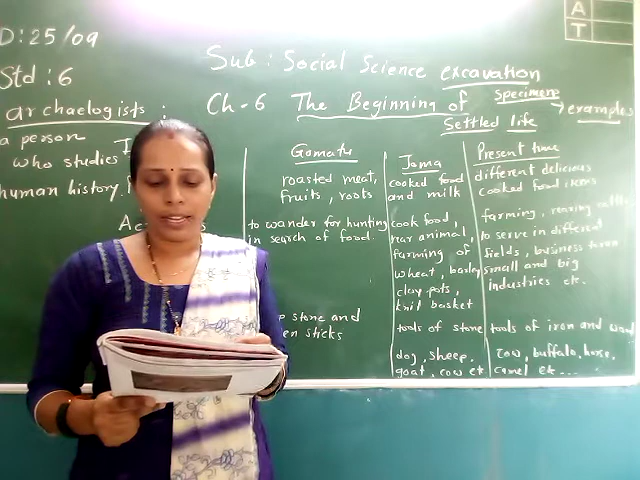 D: 25/09
Std : 6
Sub : Social Science
Ch - 6 The Beginning of
Settled life
excavation
specimens
→ examples
A
T
archaelogists :
a person
who studies
human history.
Gomatu
roasted meat,
fruits, roots
to wander for hunting
in search of food.
stone and
sticks
Jama
cooked food
and milk
cook food,
rear animal,
farming of
wheat, barley
clay pots,
knit basket
tools of stone
dog, sheep,
goat, cow etc
Present time
different delicious
cooked food items
farming, rearing cattle,
to serve in different
fields, business from
small and big
industries etc.
tools of iron and wood
cow, buffalo, horse,
camel etc....